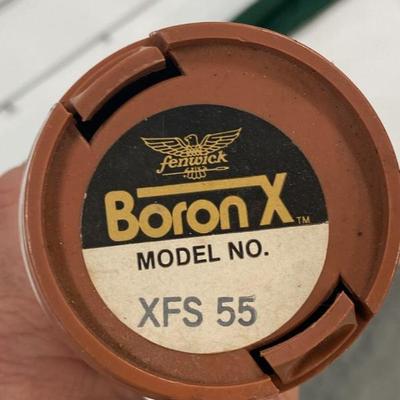 fenwick
Boron X™
MODEL NO.
XFS 55